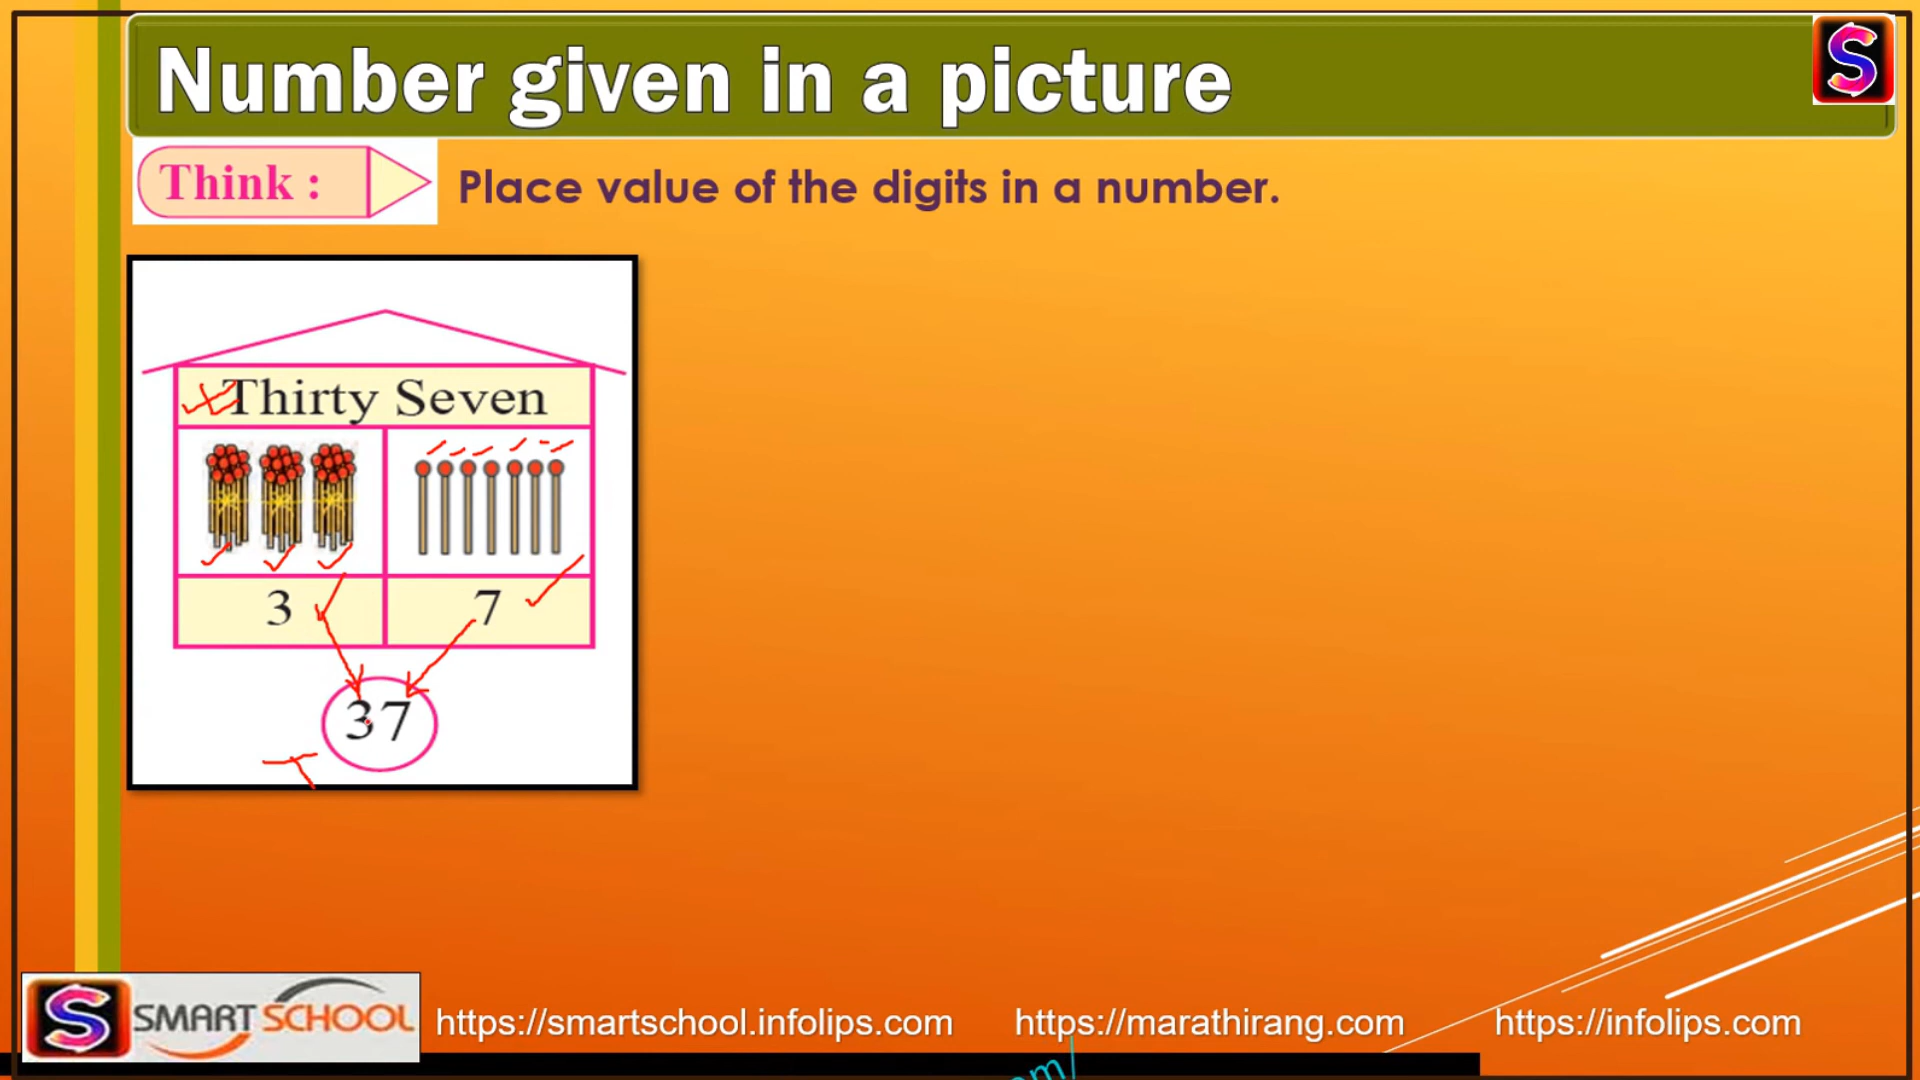 Number given in a picture
S
Think :
Place value of the digits in a number.
Thirty Seven
3 7
37
T
S SMART SCHOOL
https://smartschool.infolips.com https://marathirang.com https://infolips.com
om/